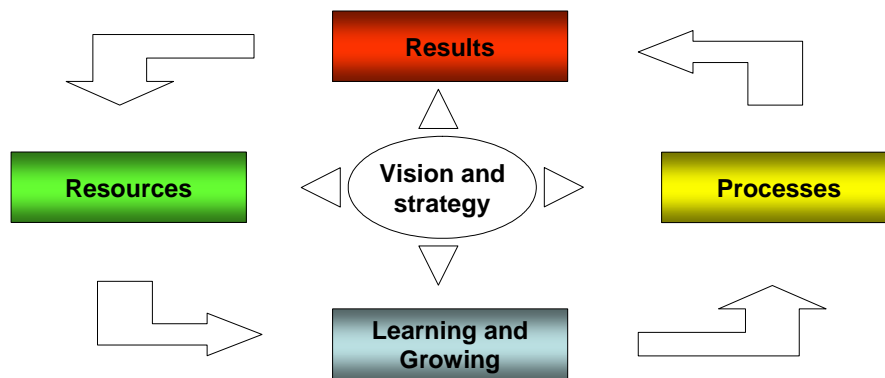 Results
Resources
Vision and
strategy
Processes
Learning and
Growing